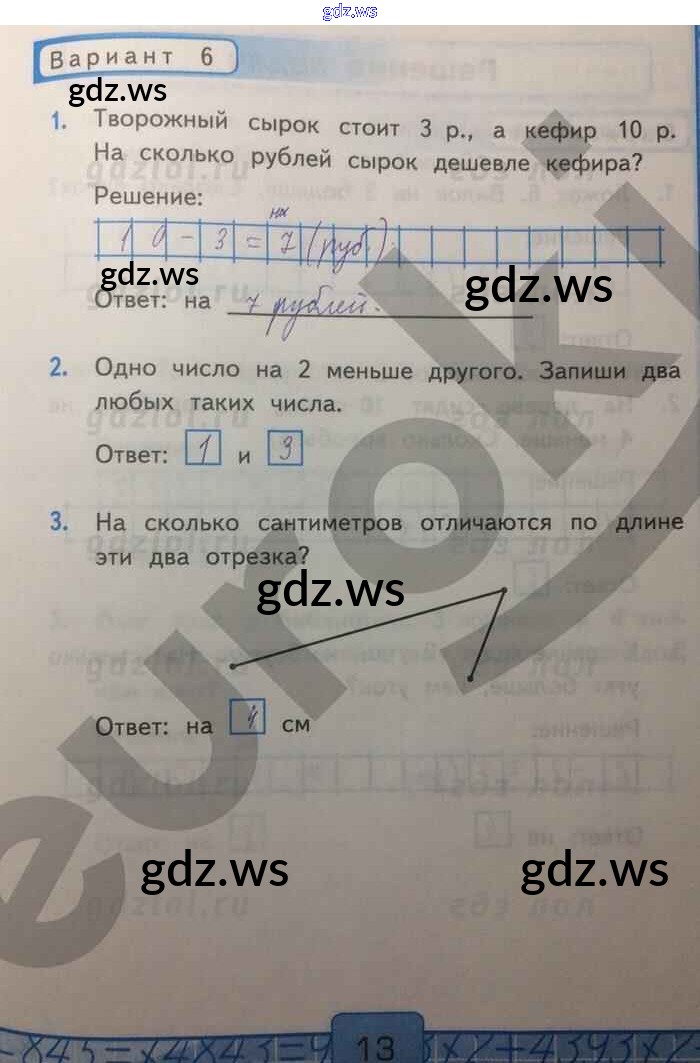 gdz.ws
Вариант 6
gdz.ws
1. Творожный сырок стоит 3 р., а кефир 10 р.
На сколько рублей сырок дешевле кефира?
Решение:
на
10-3=7(руб.)
gdz.ws
gdz.ws
Ответ: на 7 рублей.
2. Одно число на 2 меньше другого. Запиши два
любых таких числа.
Ответ: 1 и 3
3. На сколько сантиметров отличаются по длине
эти два отрезка?
gdz.ws
Ответ: на 4 см
gdz.ws
gdz.ws
euroki
13